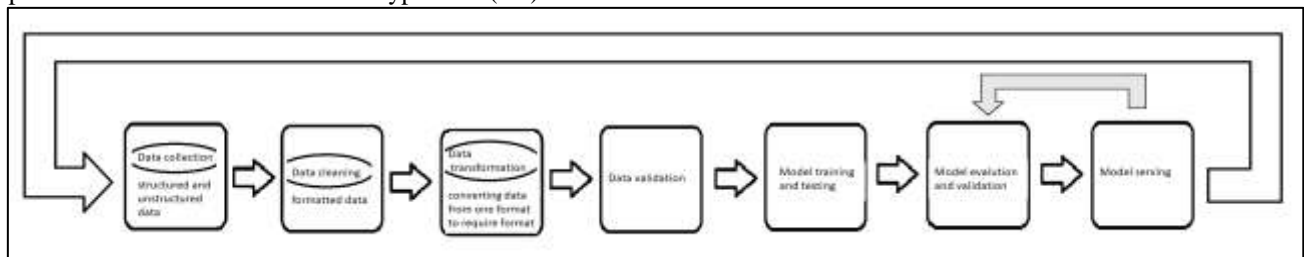 Data collection
structured and
unstructured
data
Data cleaning
formatted data
Data
transformation
converting data
from one format
to require format
Data validation
Model training
and testing
Model evalution
and validation
Model serving